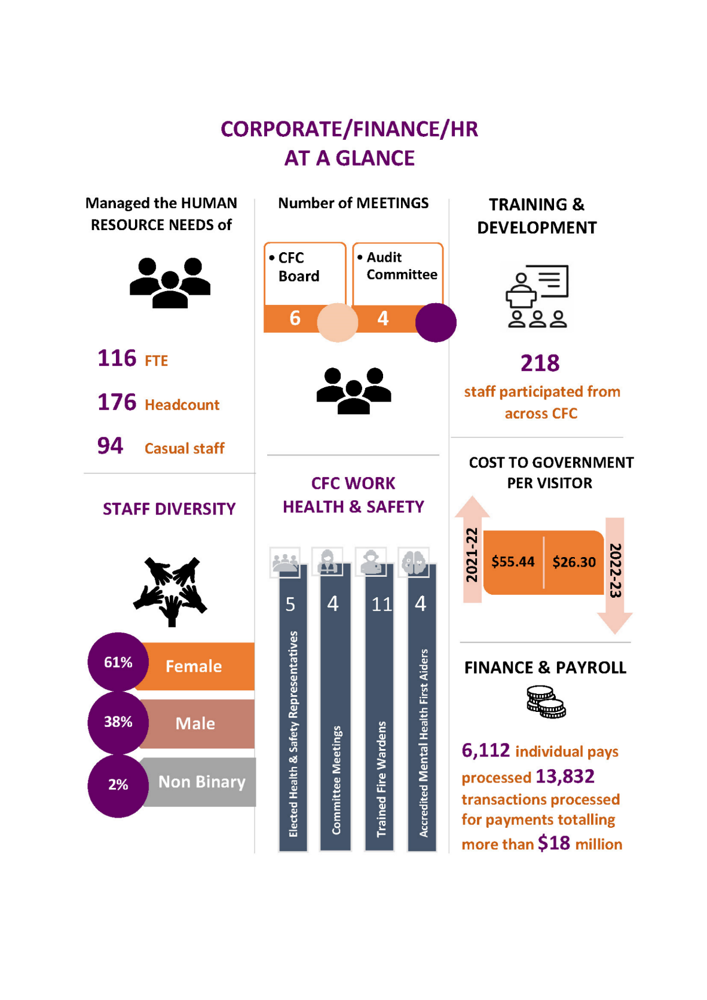 CORPORATE/FINANCE/HR
AT A GLANCE
Managed the HUMAN
RESOURCE NEEDS of
116 FTE
176 Headcount
94 Casual staff
STAFF DIVERSITY
61% Female
38% Male
2% Non Binary
Number of MEETINGS
• CFC
Board
6
• Audit
Committee
4
CFC WORK
HEALTH & SAFETY
5
Elected Health & Safety Representatives
4
Committee Meetings
11
Trained Fire Wardens
4
Accredited Mental Health First Aiders
TRAINING &
DEVELOPMENT
218
staff participated from
across CFC
COST TO GOVERNMENT
PER VISITOR
2021-22
$55.44
$26.30
2022-23
FINANCE & PAYROLL
6,112 individual pays
processed 13,832
transactions processed
for payments totalling
more than $18 million